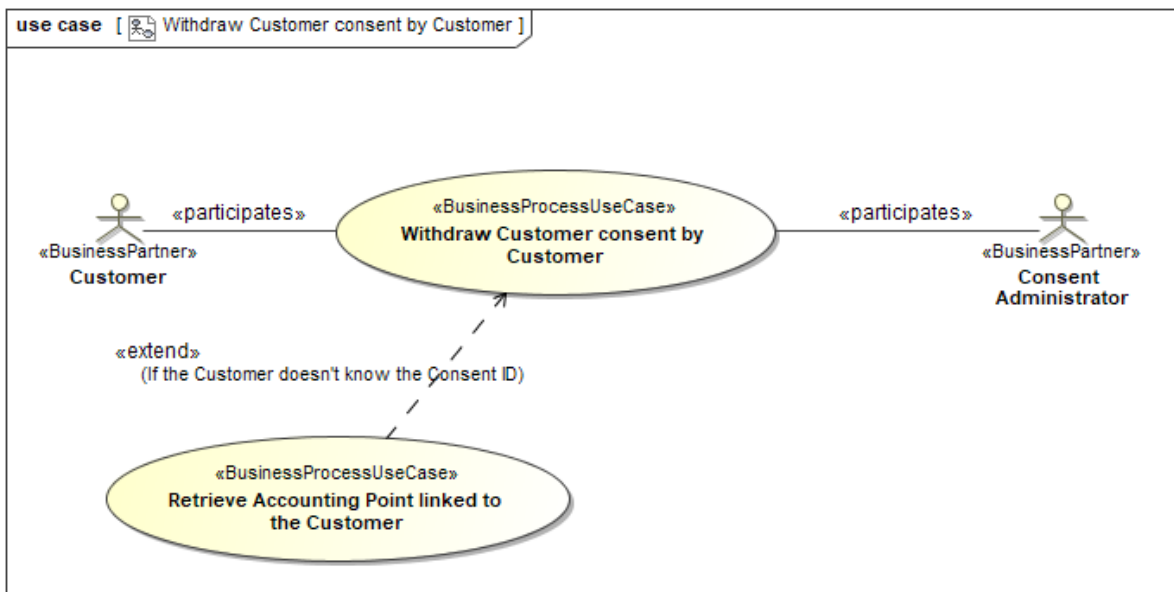 use case [ Withdraw Customer consent by Customer ]
«participates»
«BusinessPartner»
Customer
«BusinessProcessUseCase»
Withdraw Customer consent by
Customer
«participates»
«BusinessPartner»
Consent
Administrator
«extend»
(If the Customer doesn't know the Consent ID)
«BusinessProcessUseCase»
Retrieve Accounting Point linked to
the Customer